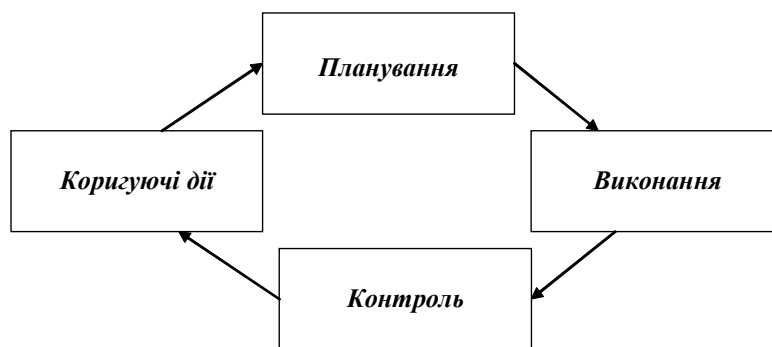 Планування
Коригуючі дії
Виконання
Контроль